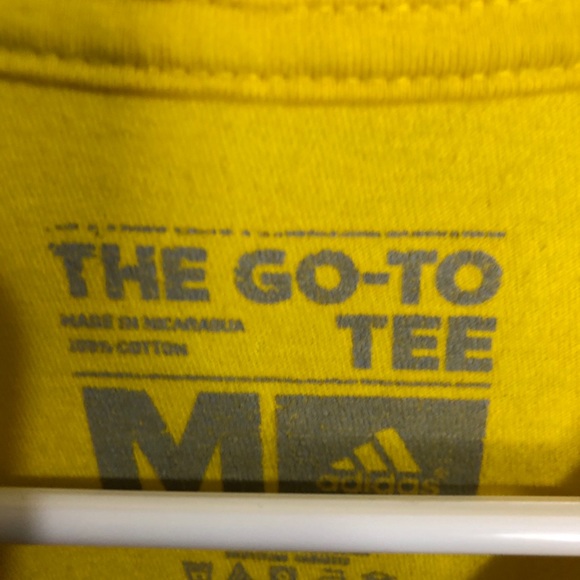 THE GO-TO
TEE
MADE IN NICARAGUA
100% COTTON
M
adidas